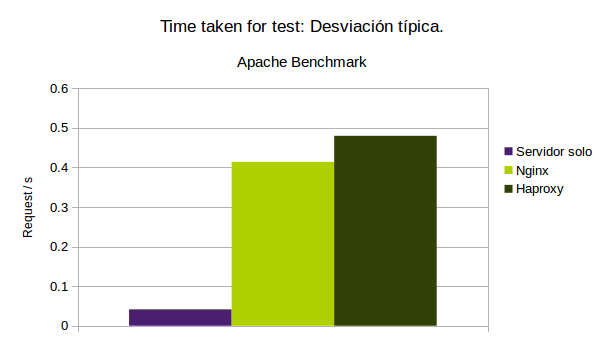 Time taken for test: Desviación típica.
Apache Benchmark
Request / s
0.6
0.5
0.4
0.3
0.2
0.1
0
Servidor solo
Nginx
Haproxy